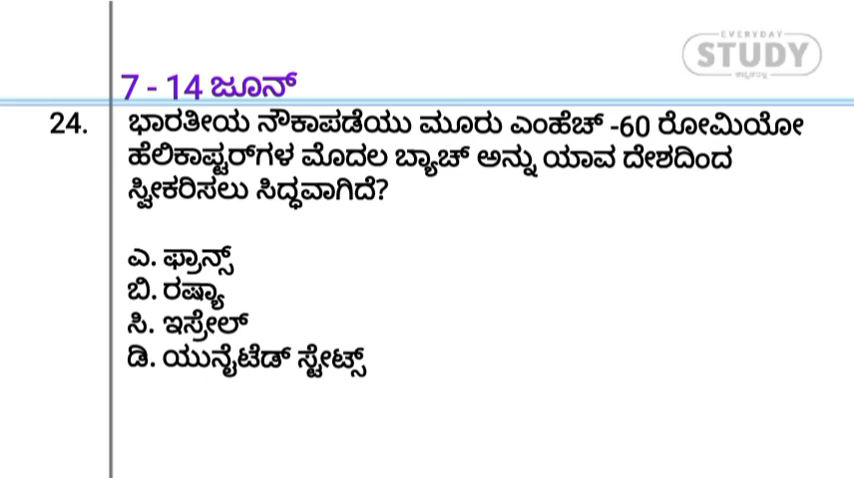 EVERYDAY
STUDY
7 - 14 ಜೂನ್
24. ಭಾರತೀಯ ನೌಕಾಪಡೆಯು ಮೂರು ಎಂಹೆಚ್ -60 ರೋಮಿಯೋ
ಹೆಲಿಕಾಪ್ಟರ್‌ಗಳ ಮೊದಲ ಬ್ಯಾಚ್ ಅನ್ನು ಯಾವ ದೇಶದಿಂದ
ಸ್ವೀಕರಿಸಲು ಸಿದ್ಧವಾಗಿದೆ?
ಎ. ಫ್ರಾನ್ಸ್
ಬಿ. ರಷ್ಯಾ
ಸಿ. ಇಸ್ರೇಲ್
ಡಿ. ಯುನೈಟೆಡ್ ಸ್ಟೇಟ್ಸ್